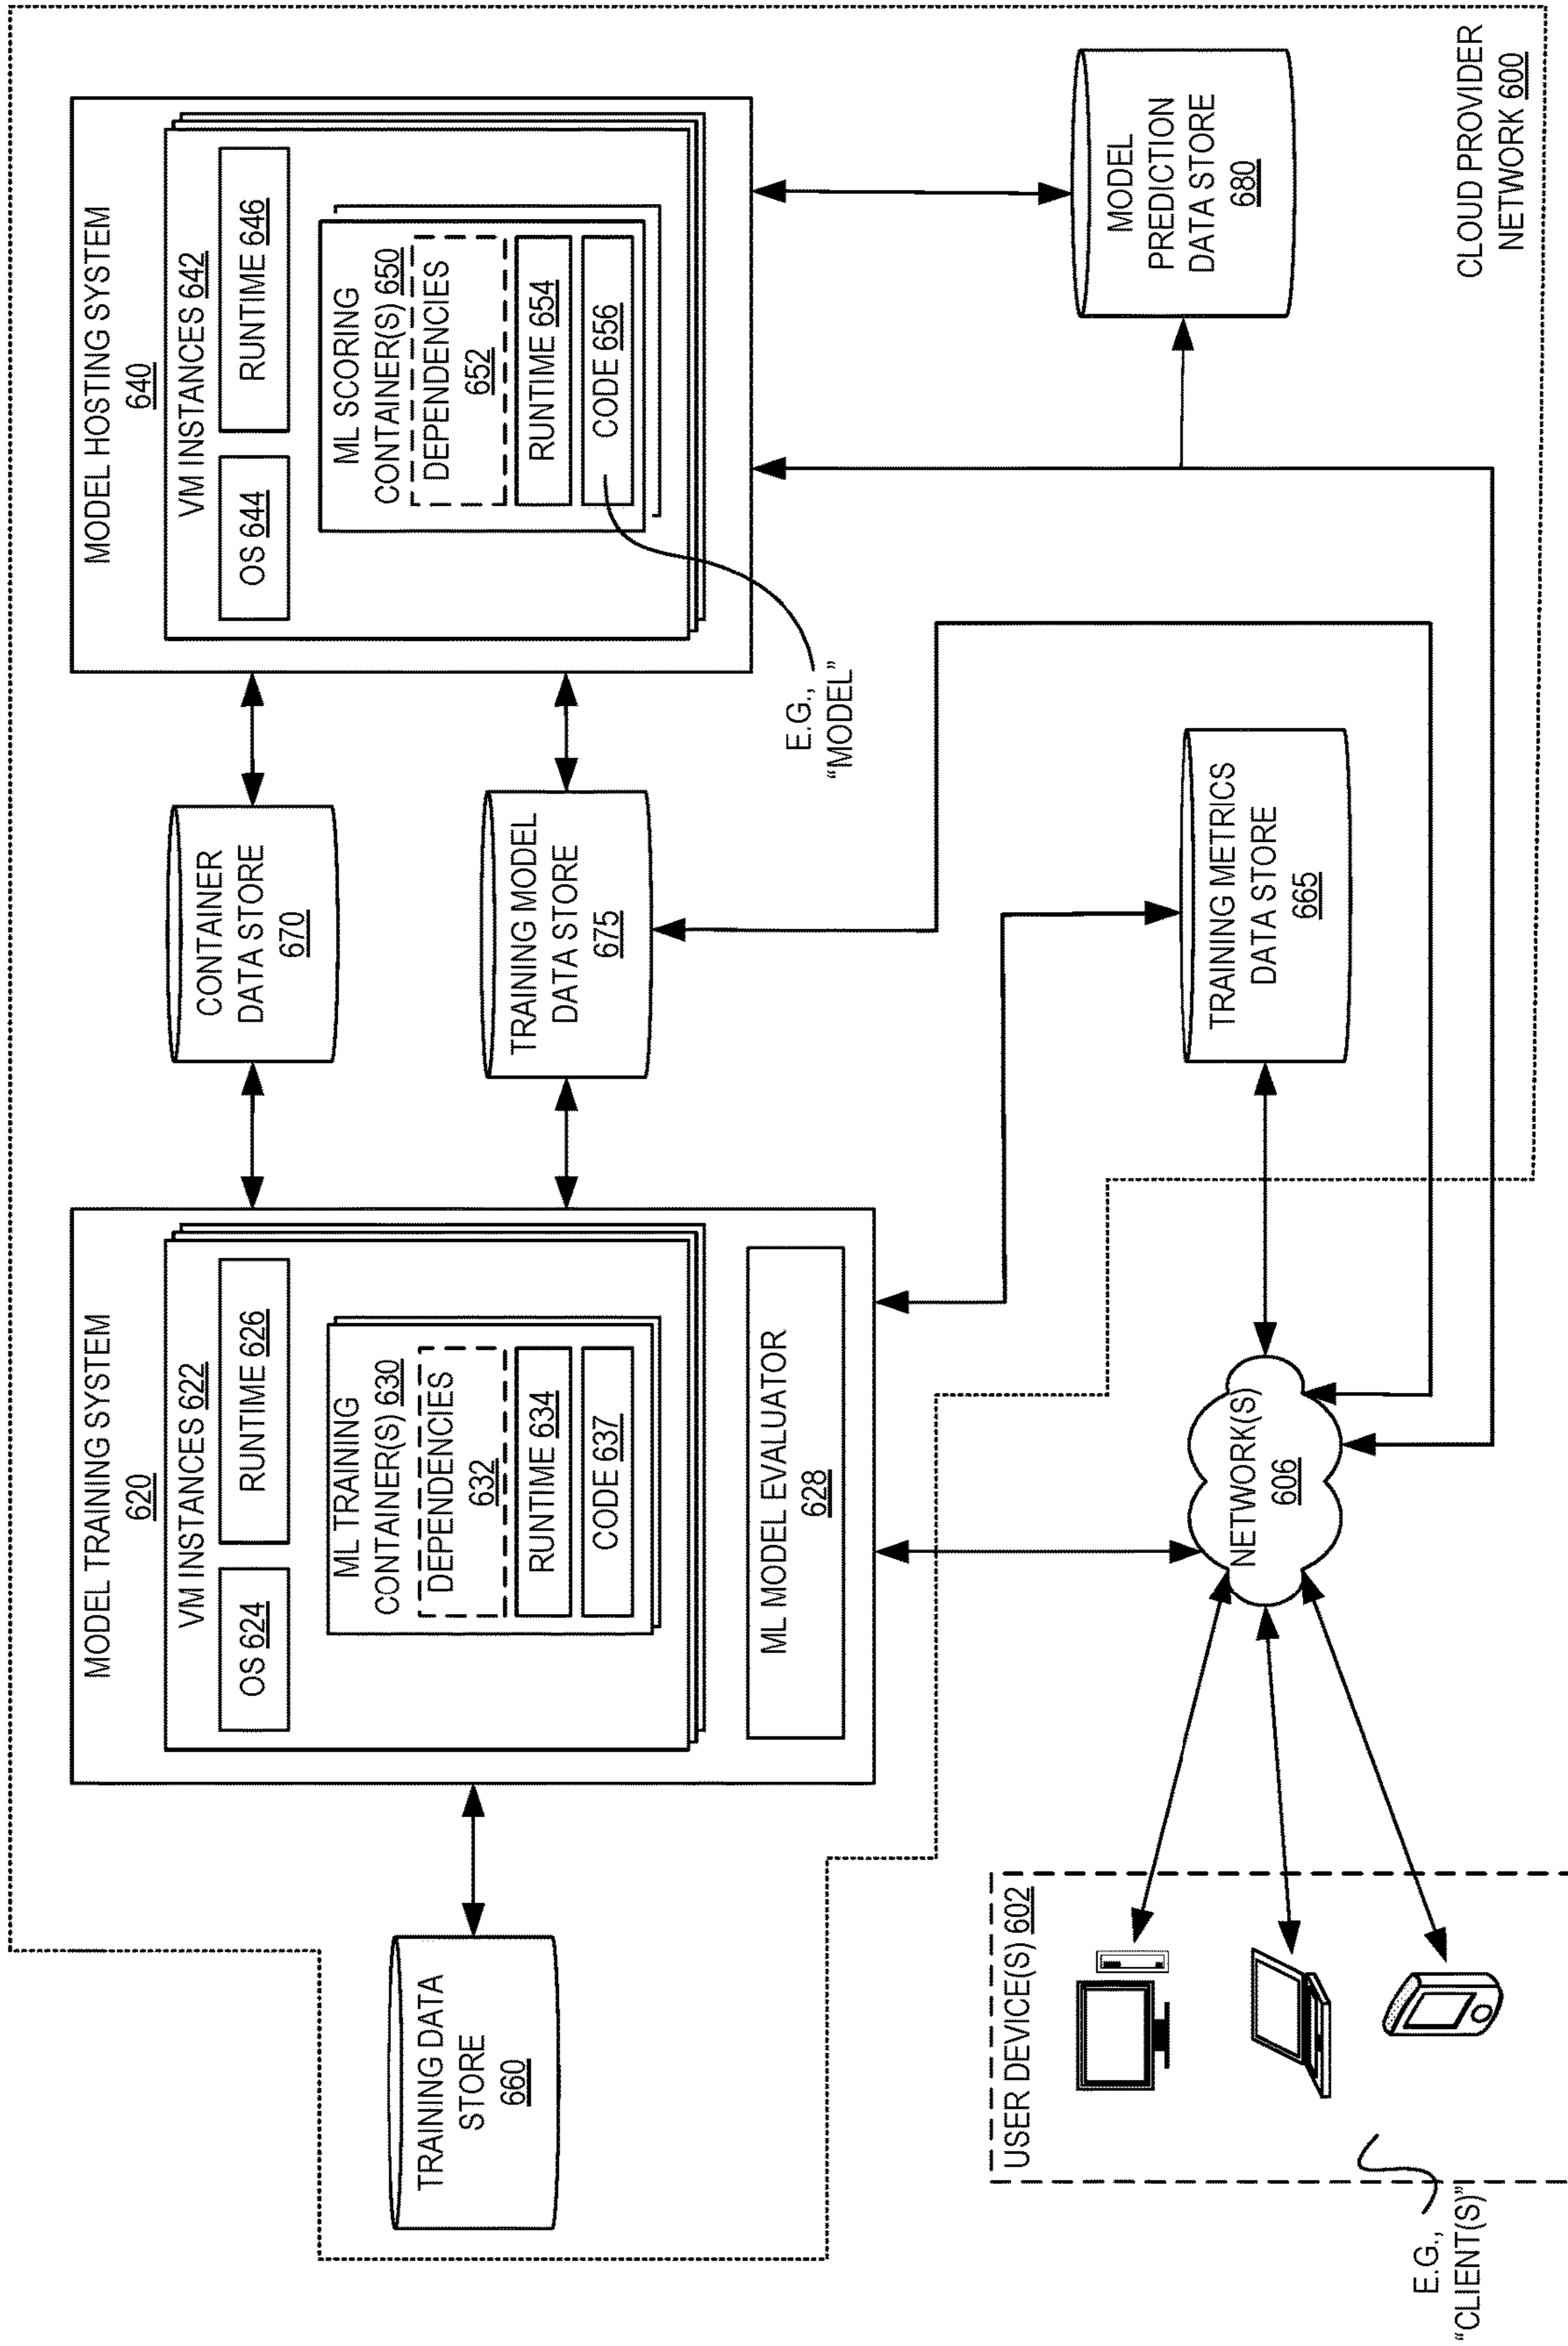 MODEL TRAINING SYSTEM
620
VM INSTANCES 622
OS 624
RUNTIME 626
ML TRAINING
CONTAINER(S) 630
DEPENDENCIES
632
RUNTIME 634
CODE 637
ML MODEL EVALUATOR
628
TRAINING DATA
STORE
660
CONTAINER
DATA STORE
670
TRAINING MODEL
DATA STORE
675
MODEL HOSTING SYSTEM
640
VM INSTANCES 642
OS 644
RUNTIME 646
ML SCORING
CONTAINER(S) 650
DEPENDENCIES
652
RUNTIME 654
CODE 656
E.G.,
“MODEL”
USER DEVICE(S) 602
E.G.,
“CLIENT(S)”
NETWORK(S)
606
TRAINING METRICS
DATA STORE
665
MODEL
PREDICTION
DATA STORE
680
CLOUD PROVIDER
NETWORK 600